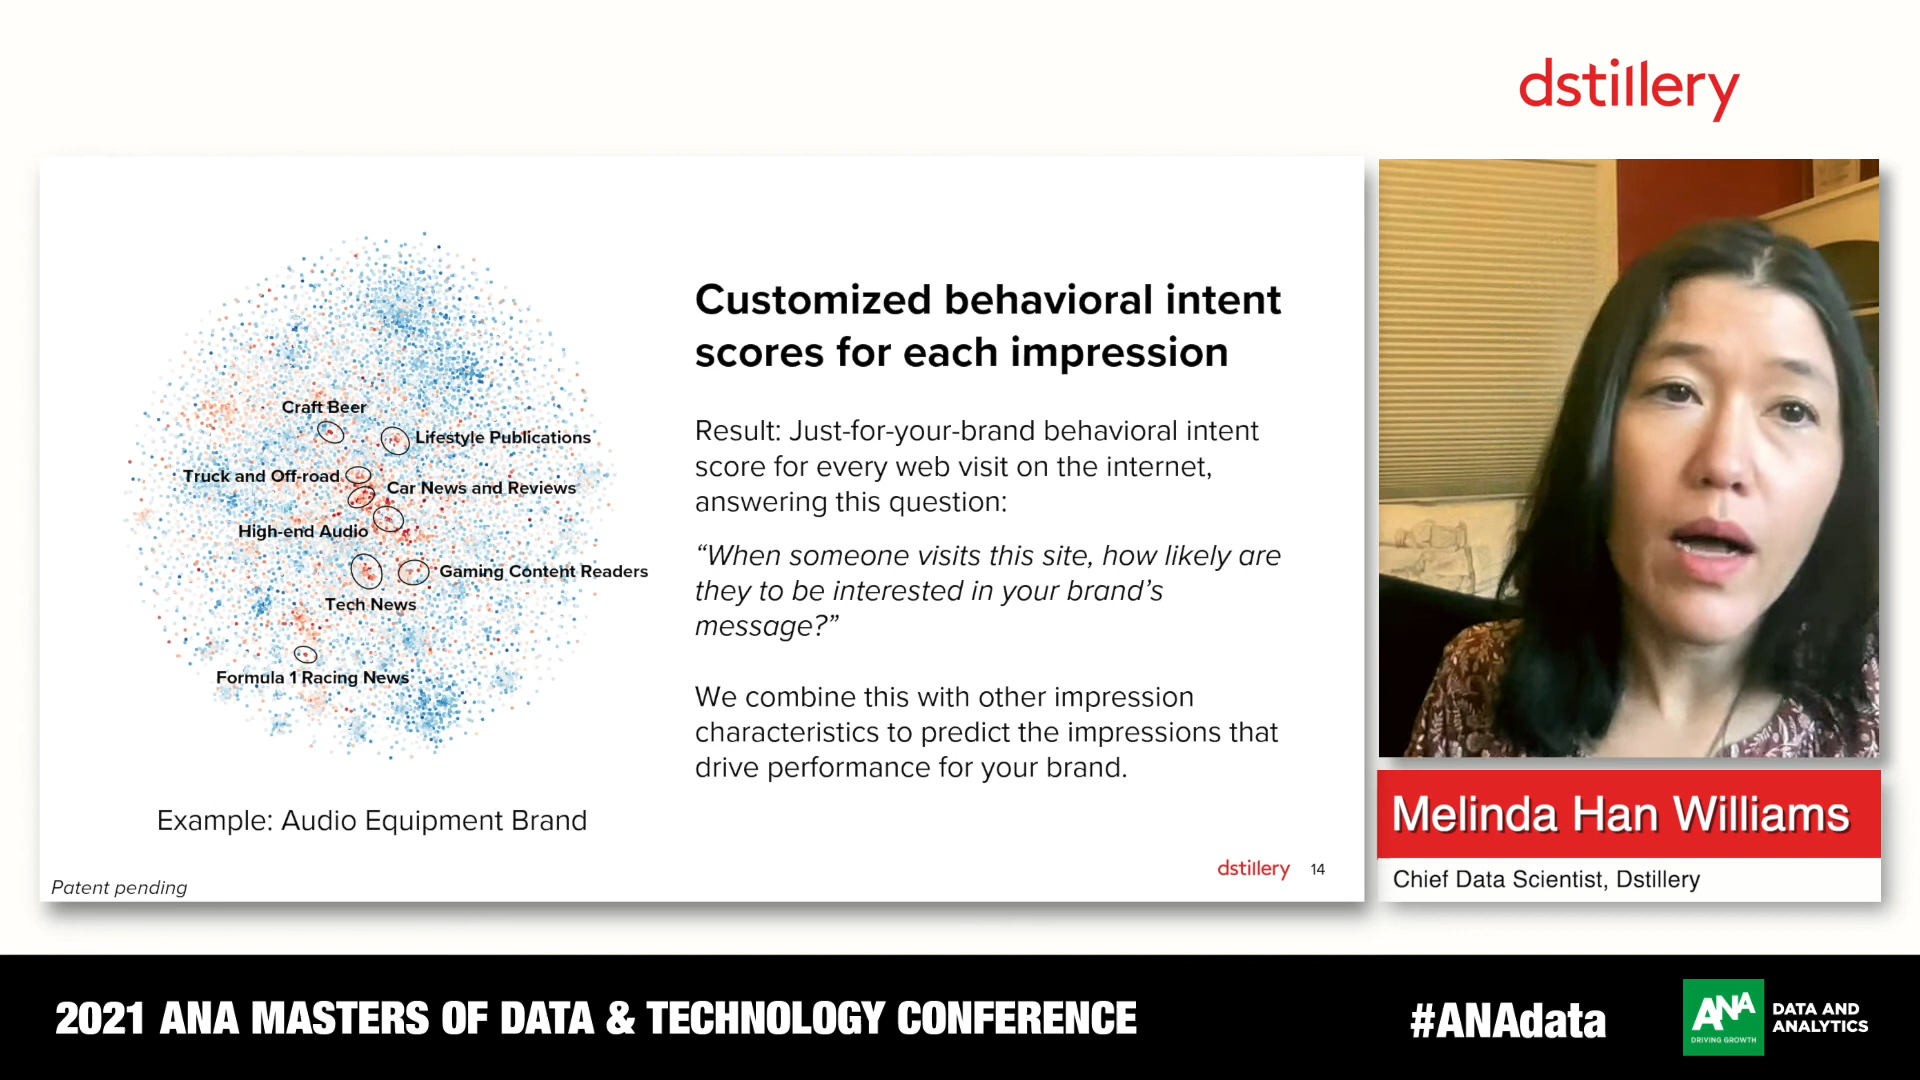 dstillery
Craft Beer
Lifestyle Publications
Truck and Off-road
Car News and Reviews
High-end Audio
Gaming Content Readers
Tech News
Formula 1 Racing News
Example: Audio Equipment Brand
Patent pending
Customized behavioral intent
scores for each impression
Result: Just-for-your-brand behavioral intent
score for every web visit on the internet,
answering this question:
“When someone visits this site, how likely are
they to be interested in your brand’s
message?”
We combine this with other impression
characteristics to predict the impressions that
drive performance for your brand.
dstillery 14
Melinda Han Williams
Chief Data Scientist, Dstillery
2021 ANA MASTERS OF DATA & TECHNOLOGY CONFERENCE
#ANAdata
ANA
DRIVING GROWTH
DATA AND
ANALYTICS